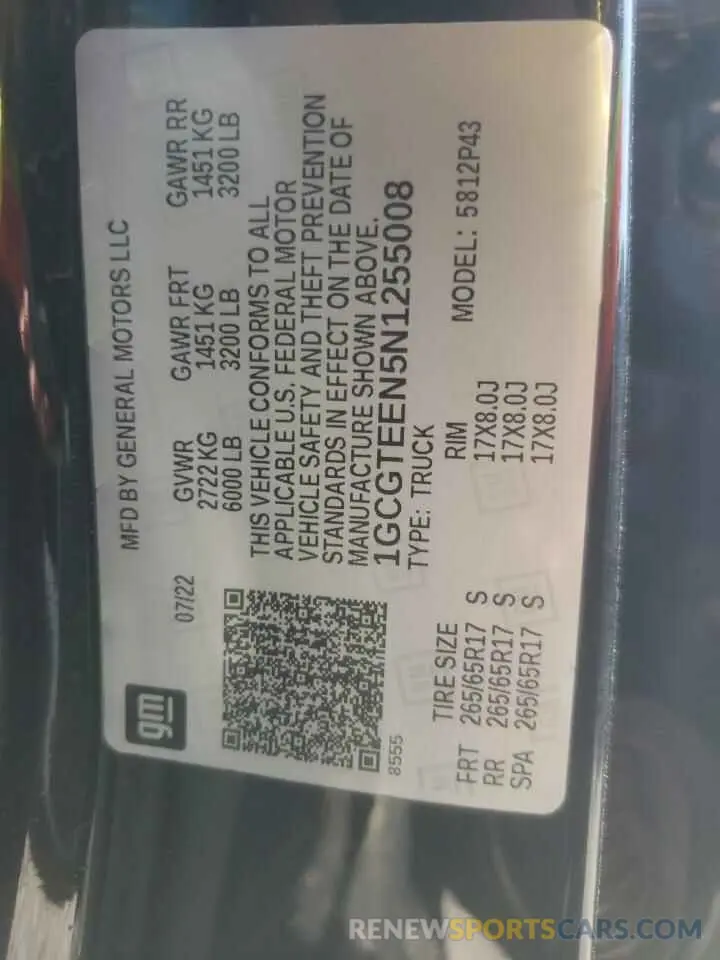 gm
MFD BY GENERAL MOTORS LLC
07/22
GVWR GAWR FRT GAWR RR
2722 KG 1451 KG 1451 KG
6000 LB 3200 LB 3200 LB
THIS VEHICLE CONFORMS TO ALL
APPLICABLE U.S. FEDERAL MOTOR
VEHICLE SAFETY AND THEFT PREVENTION
STANDARDS IN EFFECT ON THE DATE OF
MANUFACTURE SHOWN ABOVE.
1GCGTEEN5N1255008
8555
TYPE: TRUCK
MODEL: 5812P43
TIRE SIZE RIM
FRT 265/65R17 S 17X8.0J
RR 265/65R17 S 17X8.0J
SPA 265/65R17 S 17X8.0J
RENEWSPORTSCARS.COM